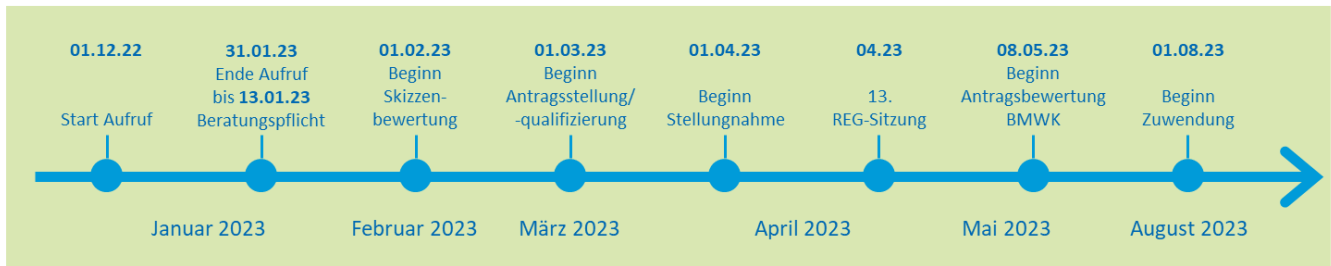 01.12.22
Start Aufruf
31.01.23
Ende Aufruf
bis 13.01.23
Beratungspflicht
01.02.23
Beginn
Skizzen-
bewertung
01.03.23
Beginn
Antragsstellung/
-qualifizierung
01.04.23
Beginn
Stellungnahme
04.23
13.
REG-Sitzung
08.05.23
Beginn
Antragsbewertung
BMWK
01.08.23
Beginn
Zuwendung
Januar 2023
Februar 2023
März 2023
April 2023
Mai 2023
August 2023